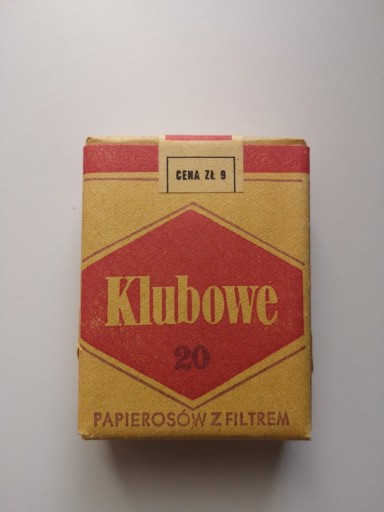 CENA ZŁ 9
Klubowe
20
PAPIEROSÓW Z FILTREM